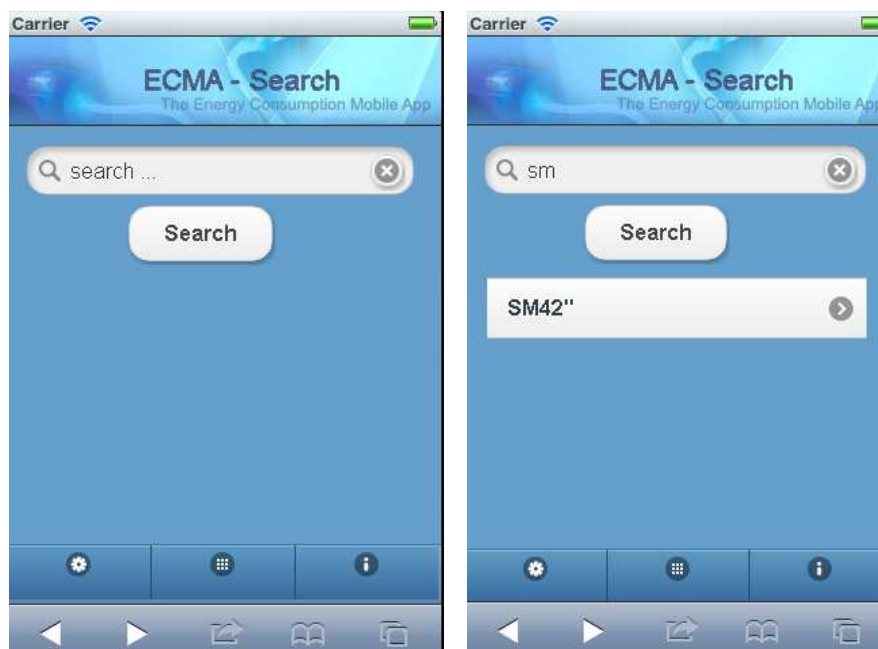 Carrier
ECMA - Search
The Energy Consumption Mobile App
search ...
Search
Carrier
ECMA - Search
The Energy Consumption Mobile App
sm
Search
SM42"